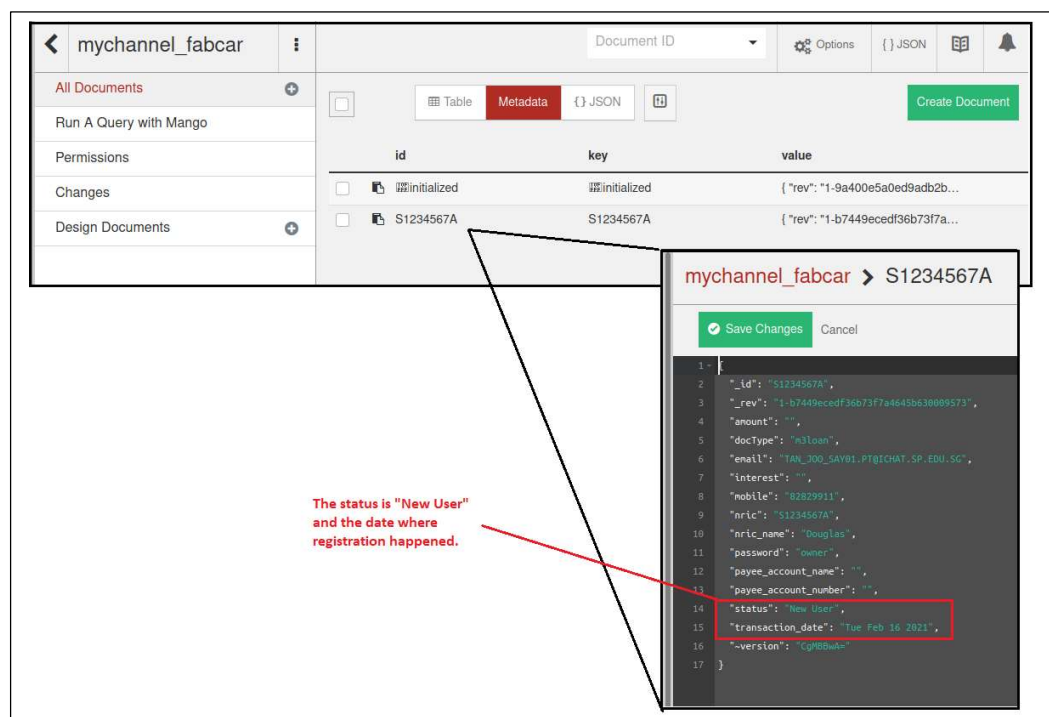 mychannel_fabcar
Document ID
Options
{ } JSON
All Documents
Run A Query with Mango
Permissions
Changes
Design Documents
Table
Metadata
{ } JSON
Create Document
id key value
initialized initialized { "rev": "1-9a400e5a0ed9adb2b...
S1234567A S1234567A { "rev": "1-b7449ecedf36b73f7a...
mychannel_fabcar > S1234567A
Save Changes Cancel
1 {
2 "_id": "S1234567A",
3 "_rev": "1-b7449ecedf36b73f7a4645b630009573",
4 "amount": "",
5 "docType": "m3loan",
6 "email": "TAN_JOO_SAY01.PT@ICHAT.SP.EDU.SG",
7 "interest": "",
8 "mobile": "82829911",
9 "nric": "S1234567A",
10 "nric_name": "Douglas",
11 "password": "owner",
12 "payee_account_name": "",
13 "payee_account_number": "",
14 "status": "New User",
15 "transaction_date": "Tue Feb 16 2021",
16 "~version": "CgMBBwA="
17 }
The status is "New User"
and the date where
registration happened.